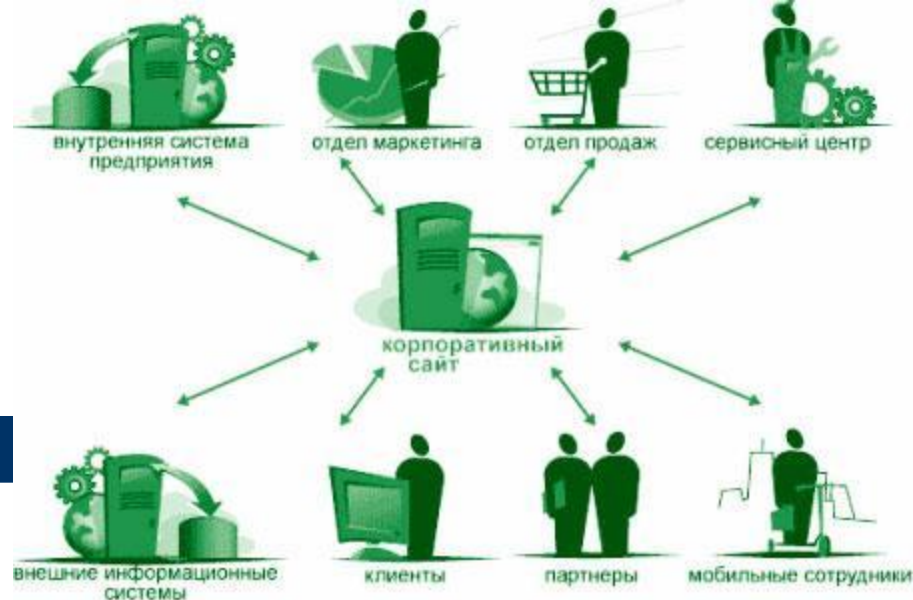 внутренняя система
предприятия
отдел маркетинга
отдел продаж
сервисный центр
корпоративный
сайт
внешние информационные
системы
клиенты
партнеры
мобильные сотрудники